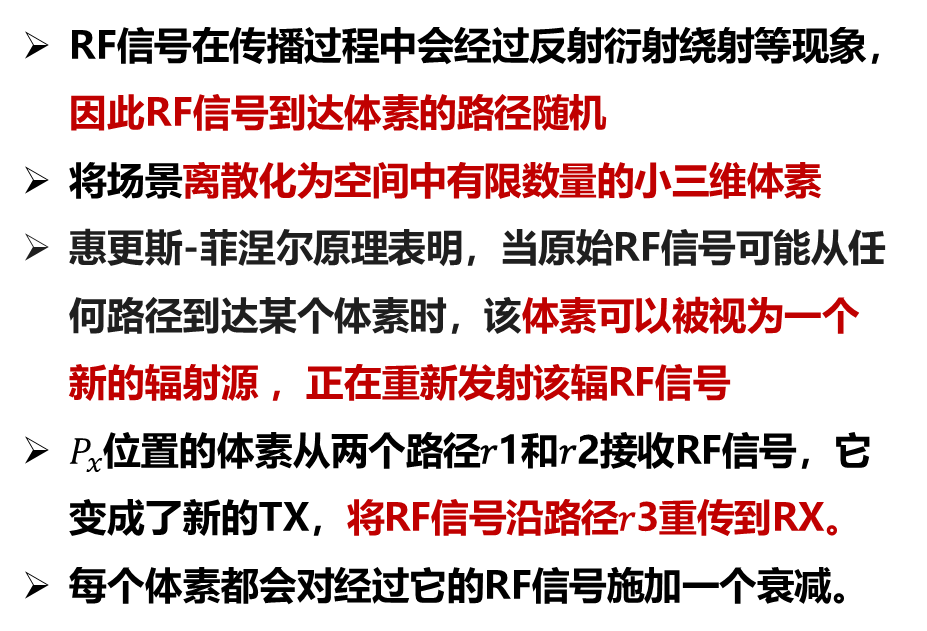 ➢ RF信号在传播过程中会经过反射衍射绕射等现象，
因此RF信号到达体素的路径随机
➢ 将场景离散化为空间中有限数量的小三维体素
➢ 惠更斯-菲涅尔原理表明，当原始RF信号可能从任
何路径到达某个体素时，该体素可以被视为一个
新的辐射源 ，正在重新发射该辐RF信号
➢ Pₓ位置的体素从两个路径r1和r2接收RF信号，它
变成了新的TX，将RF信号沿路径r3重传到RX。
➢ 每个体素都会对经过它的RF信号施加一个衰减。